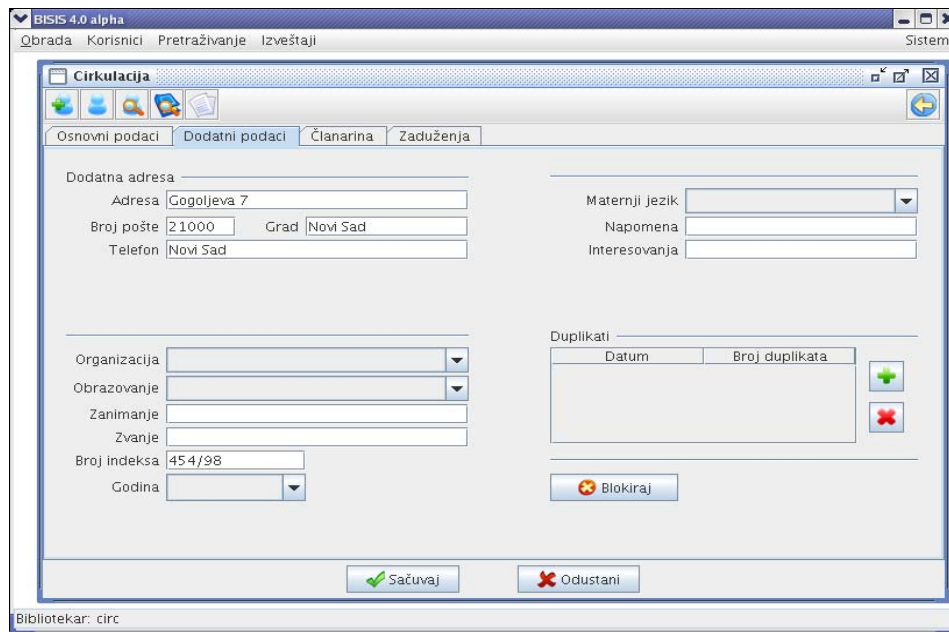 BISIS 4.0 alpha
Obrada Korisnici Pretraživanje Izveštaji Sistem
Cirkulacija
Osnovni podaci Dodatni podaci Članarina Zaduženja
Dodatna adresa
Adresa Gogoljeva 7
Broj pošte 21000 Grad Novi Sad
Telefon Novi Sad
Maternji jezik
Napomena
Interesovanja
Organizacija
Obrazovanje
Zanimanje
Zvanje
Broj indeksa 454/98
Godina
Duplikati
Datum Broj duplikata
Blokiraj
Sačuvaj Odustani
Bibliotekar: circ